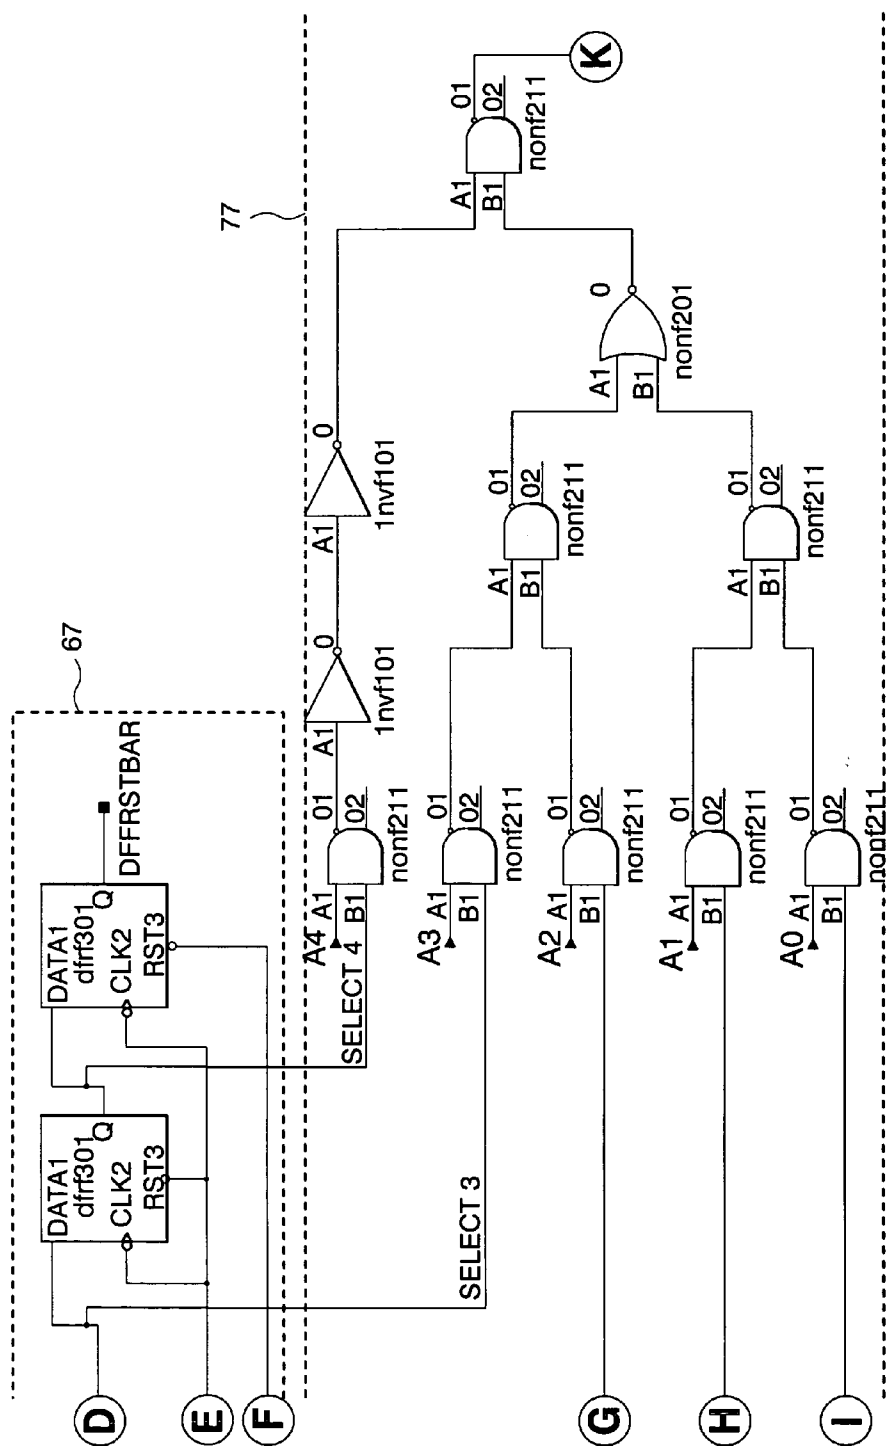 67
DATA1
dfrf301
CLK2
RST3
Q
DATA1
dfrf301
CLK2
RST3
Q
DFFRSTBAR
D
E
F
77
SELECT 4
A4
A1
B1
01
02
nonf211
A1
0
1nvf101
A1
0
1nvf101
SELECT 3
A3
A1
B1
01
02
nonf211
G
A2
A1
B1
01
02
nonf211
A1
B1
01
02
nonf211
H
A1
A1
B1
01
02
nonf211
I
A0
A1
B1
01
02
nonf211
A1
B1
01
02
nonf211
A1
B1
0
nonf201
A1
B1
01
02
nonf211
K